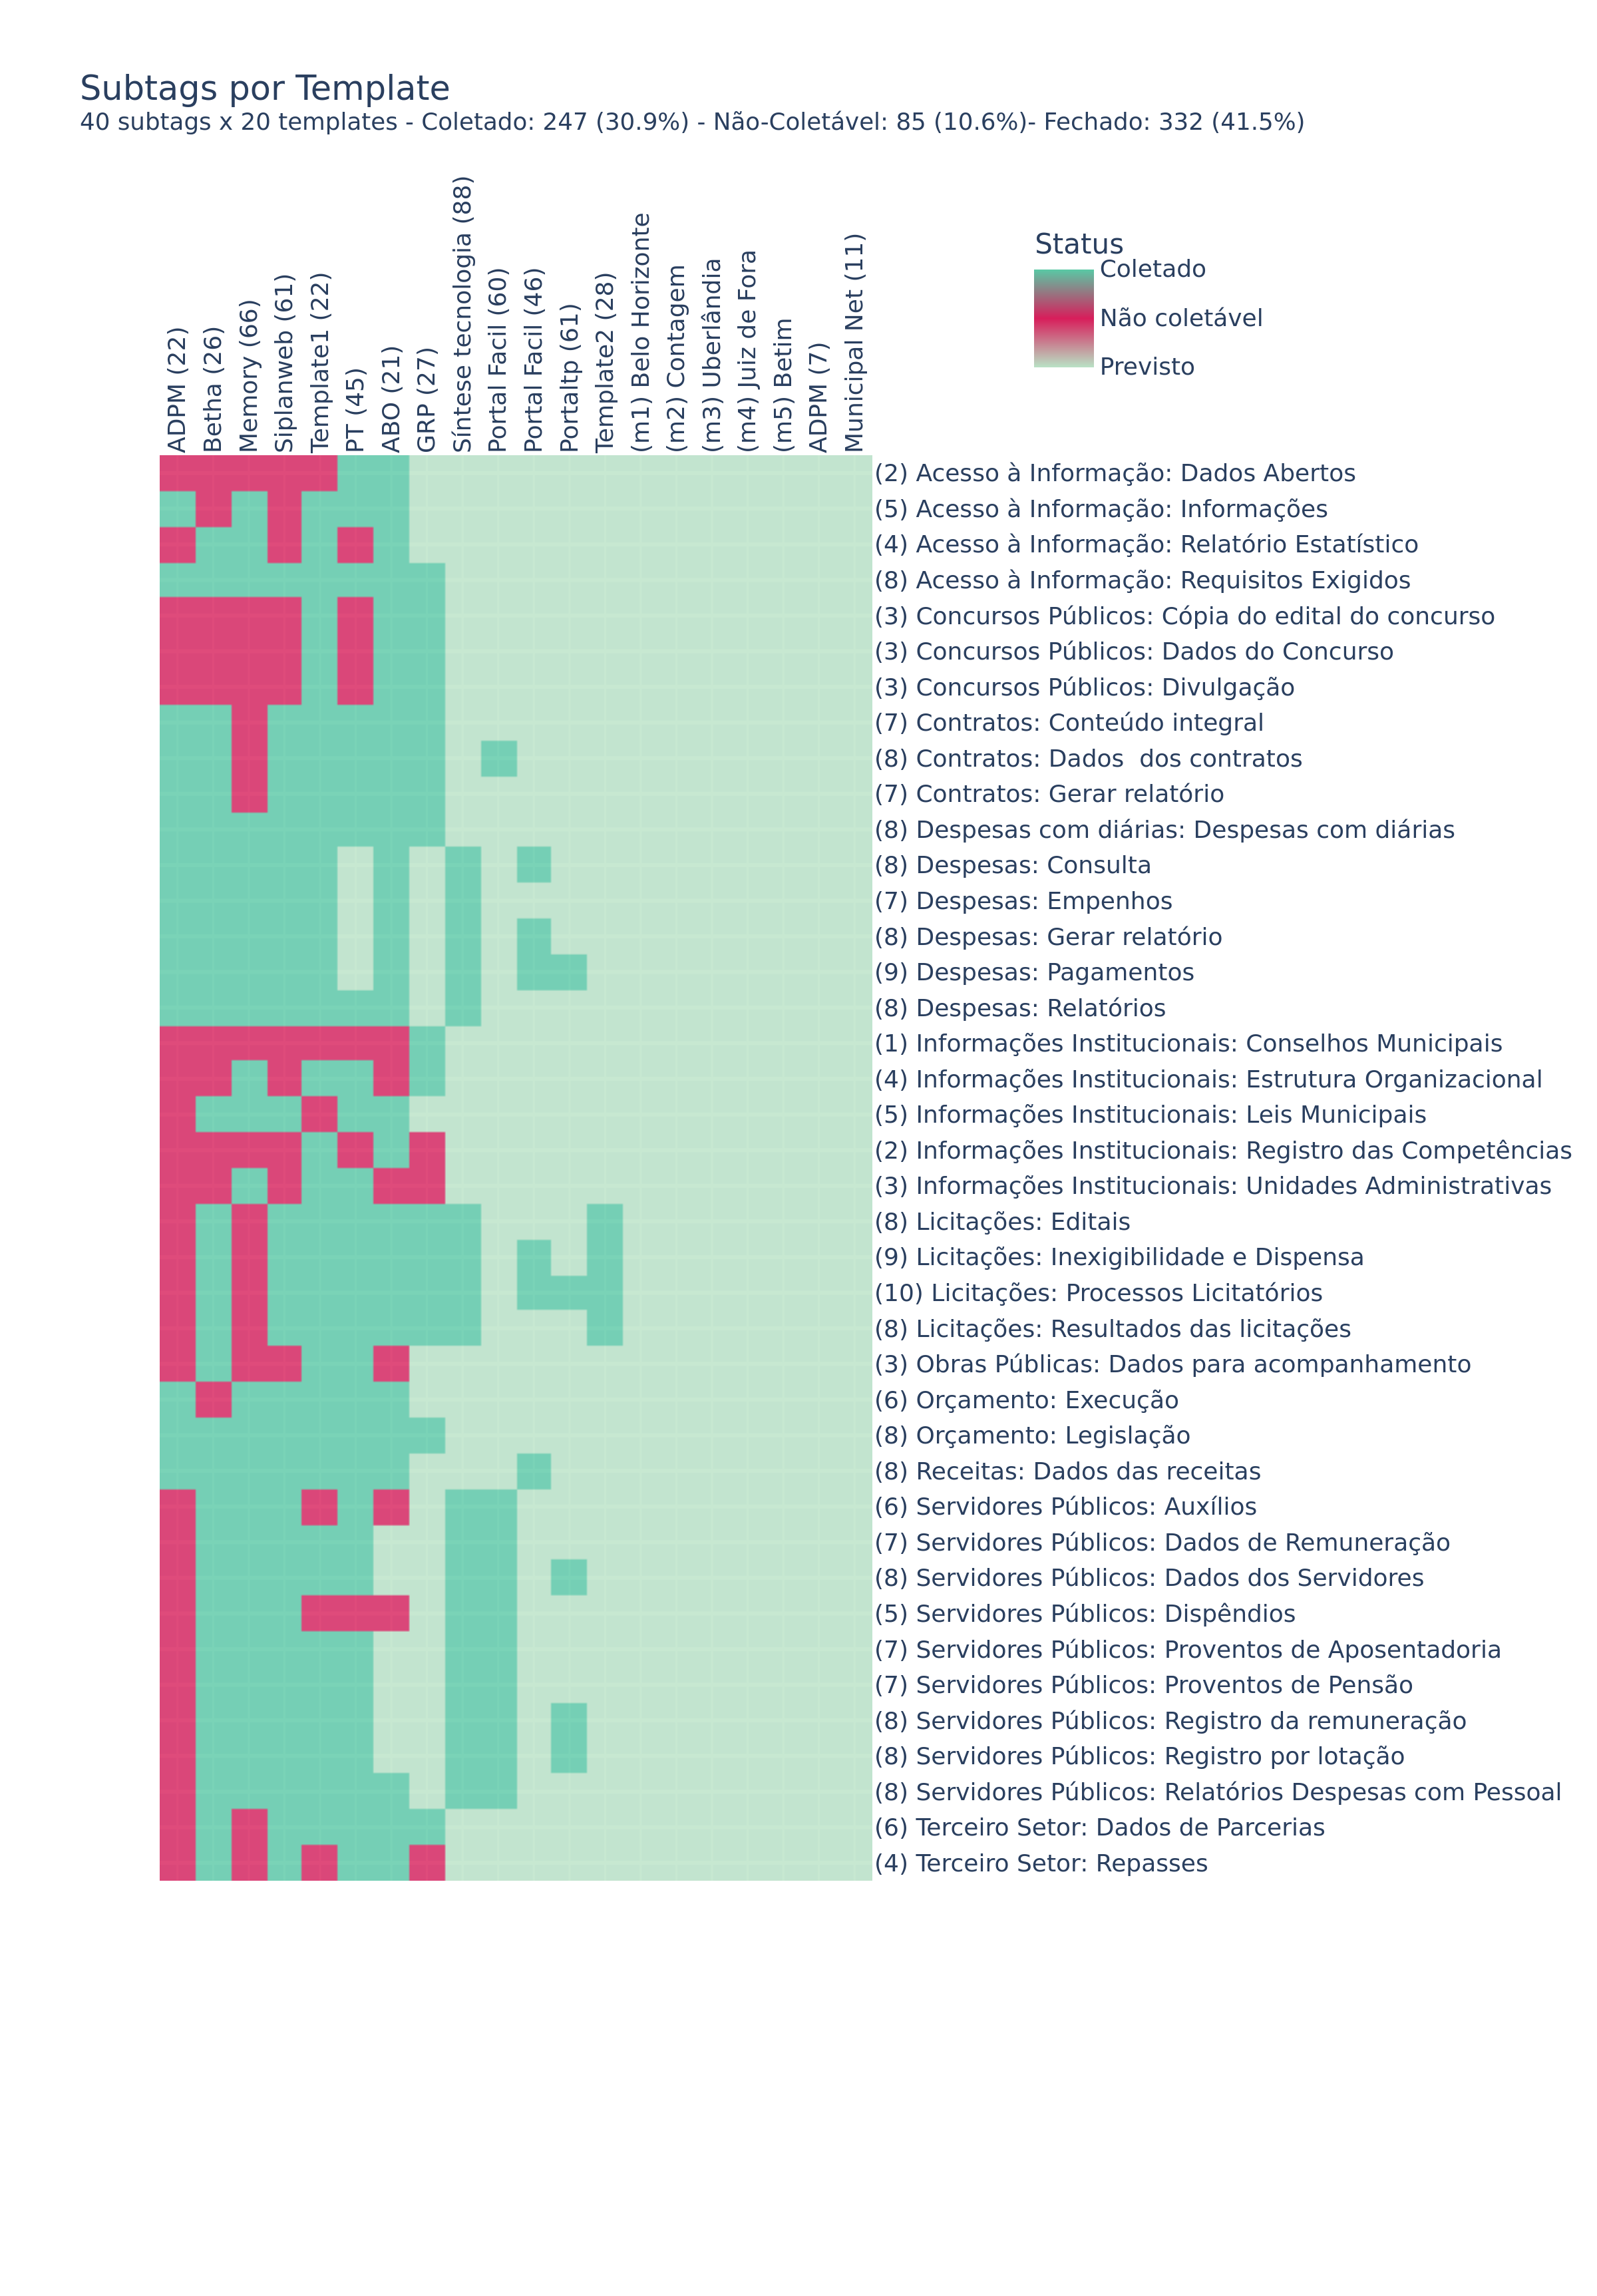 Subtags por Template
40 subtags x 20 templates - Coletado: 247 (30.9%) - Não-Coletável: 85 (10.6%)- Fechado: 332 (41.5%)
ADPM (22)
Betha (26)
Memory (66)
Siplanweb (61)
Template1 (22)
PT (45)
ABO (21)
GRP (27)
Síntese tecnologia (88)
Portal Facil (60)
Portal Facil (46)
Portaltp (61)
Template2 (28)
(m1) Belo Horizonte
(m2) Contagem
(m3) Uberlândia
(m4) Juiz de Fora
(m5) Betim
ADPM (7)
Municipal Net (11)
Status
Coletado
Não coletável
Previsto
(2) Acesso à Informação: Dados Abertos
(5) Acesso à Informação: Informações
(4) Acesso à Informação: Relatório Estatístico
(8) Acesso à Informação: Requisitos Exigidos
(3) Concursos Públicos: Cópia do edital do concurso
(3) Concursos Públicos: Dados do Concurso
(3) Concursos Públicos: Divulgação
(7) Contratos: Conteúdo integral
(8) Contratos: Dados  dos contratos
(7) Contratos: Gerar relatório
(8) Despesas com diárias: Despesas com diárias
(8) Despesas: Consulta
(7) Despesas: Empenhos
(8) Despesas: Gerar relatório
(9) Despesas: Pagamentos
(8) Despesas: Relatórios
(1) Informações Institucionais: Conselhos Municipais
(4) Informações Institucionais: Estrutura Organizacional
(5) Informações Institucionais: Leis Municipais
(2) Informações Institucionais: Registro das Competências
(3) Informações Institucionais: Unidades Administrativas
(8) Licitações: Editais
(9) Licitações: Inexigibilidade e Dispensa
(10) Licitações: Processos Licitatórios
(8) Licitações: Resultados das licitações
(3) Obras Públicas: Dados para acompanhamento
(6) Orçamento: Execução
(8) Orçamento: Legislação
(8) Receitas: Dados das receitas
(6) Servidores Públicos: Auxílios
(7) Servidores Públicos: Dados de Remuneração
(8) Servidores Públicos: Dados dos Servidores
(5) Servidores Públicos: Dispêndios
(7) Servidores Públicos: Proventos de Aposentadoria
(7) Servidores Públicos: Proventos de Pensão
(8) Servidores Públicos: Registro da remuneração
(8) Servidores Públicos: Registro por lotação
(8) Servidores Públicos: Relatórios Despesas com Pessoal
(6) Terceiro Setor: Dados de Parcerias
(4) Terceiro Setor: Repasses